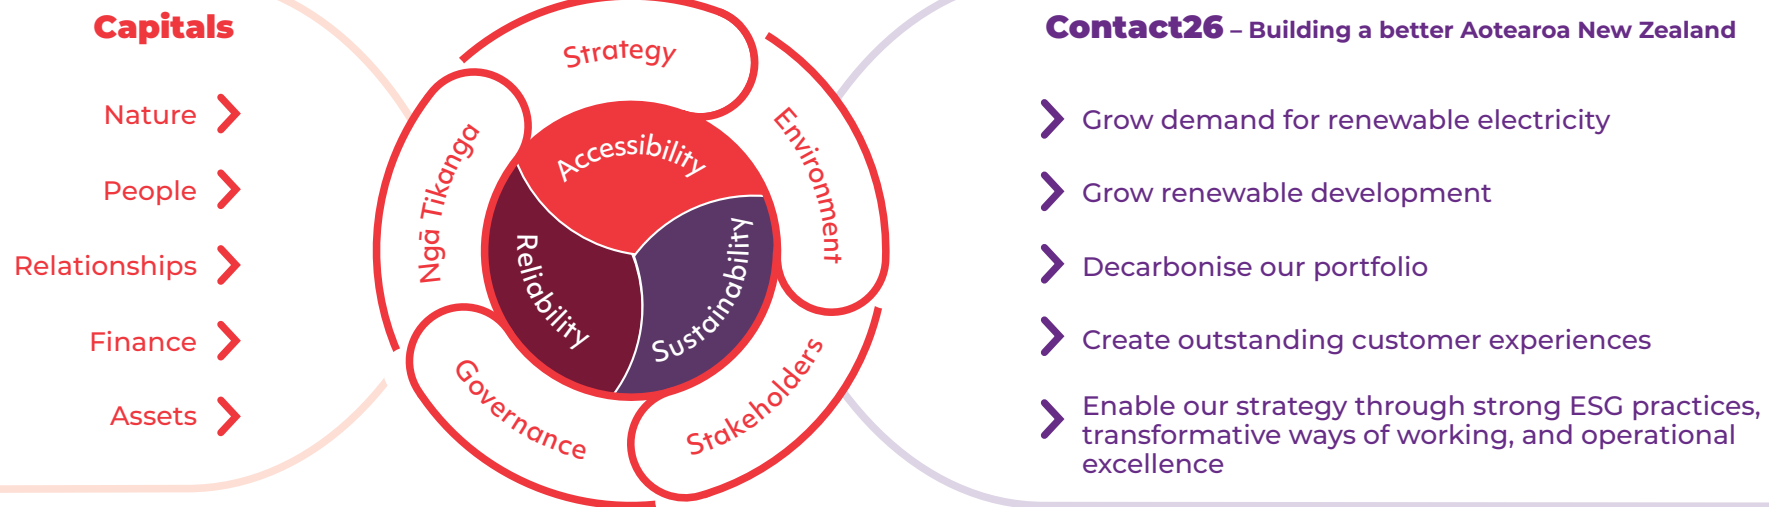 Capitals
Nature
People
Relationships
Finance
Assets
Strategy
Environment
Stakeholders
Governance
Ngā Tikanga
Accessibility
Sustainability
Reliability
Contact26 – Building a better Aotearoa New Zealand
Grow demand for renewable electricity
Grow renewable development
Decarbonise our portfolio
Create outstanding customer experiences
Enable our strategy through strong ESG practices,
transformative ways of working, and operational
excellence